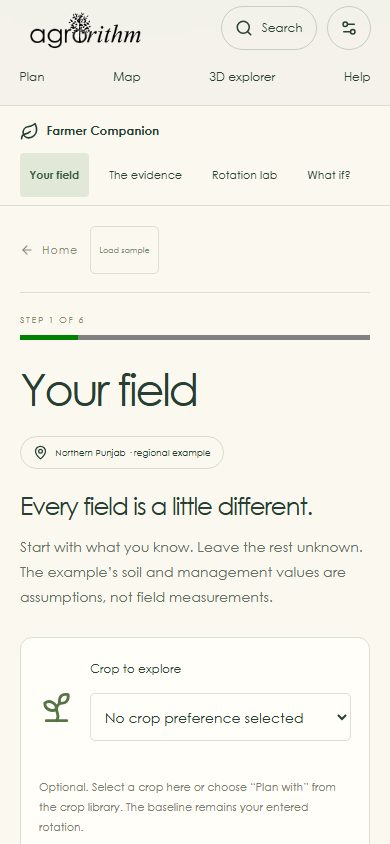 agrorithm
Search
Plan Map 3D explorer Help
Farmer Companion
Your field The evidence Rotation lab What if?
Home Load sample
STEP 1 OF 6
Your field
Northern Punjab · regional example
Every field is a little different.
Start with what you know. Leave the rest unknown.
The example’s soil and management values are
assumptions, not field measurements.
Crop to explore
No crop preference selected
Optional. Select a crop here or choose “Plan with” from
the crop library. The baseline remains your entered
rotation.